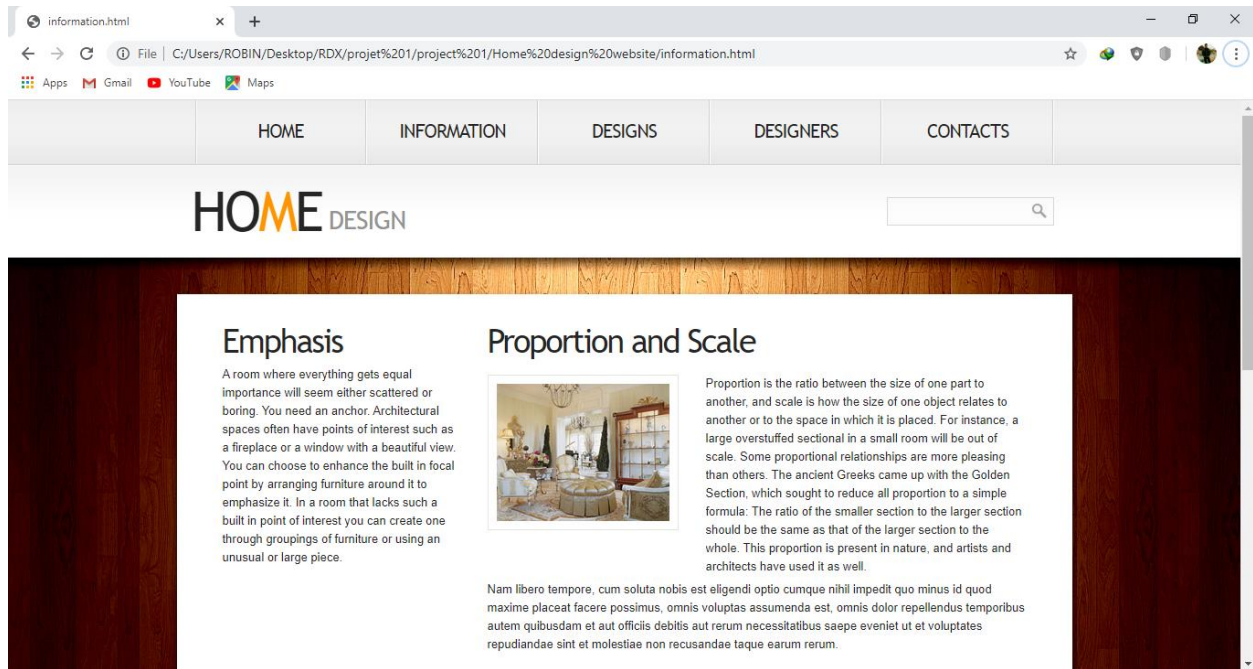 information.html
File | C:/Users/ROBIN/Desktop/RDX/projet%201/project%201/Home%20design%20website/information.html
Apps Gmail YouTube Maps
HOME INFORMATION DESIGNS DESIGNERS CONTACTS
HOME DESIGN
Emphasis
A room where everything gets equal
importance will seem either scattered or
boring. You need an anchor. Architectural
spaces often have points of interest such as
a fireplace or a window with a beautiful view.
You can choose to enhance the built in focal
point by arranging furniture around it to
emphasize it. In a room that lacks such a
built in point of interest you can create one
through groupings of furniture or using an
unusual or large piece.
Proportion and Scale
Proportion is the ratio between the size of one part to
another, and scale is how the size of one object relates to
another or to the space in which it is placed. For instance, a
large overstuffed sectional in a small room will be out of
scale. Some proportional relationships are more pleasing
than others. The ancient Greeks came up with the Golden
Section, which sought to reduce all proportion to a simple
formula: The ratio of the smaller section to the larger section
should be the same as that of the larger section to the
whole. This proportion is present in nature, and artists and
architects have used it as well.
Nam libero tempore, cum soluta nobis est eligendi optio cumque nihil impedit quo minus id quod
maxime placeat facere possimus, omnis voluptas assumenda est, omnis dolor repellendus temporibus
autem quibusdam et aut officiis debitis aut rerum necessitatibus saepe eveniet ut et voluptates
repudiandae sint et molestiae non recusandae taque earum rerum.